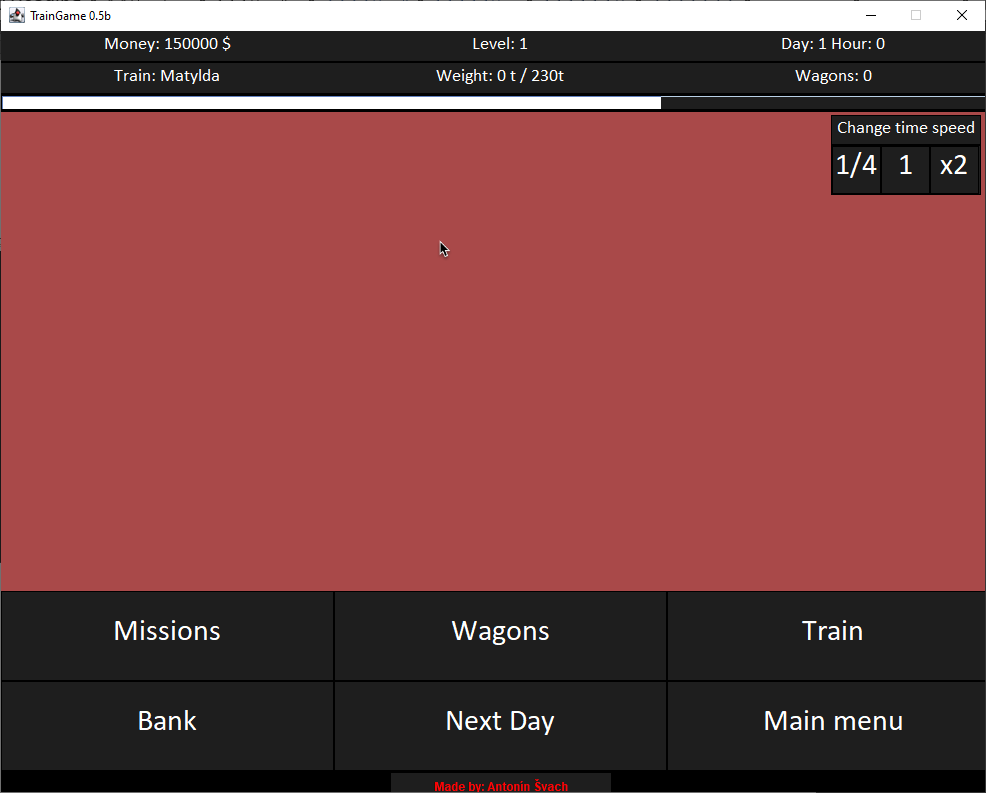 TrainGame 0.5b
Money: 150000 $ Level: 1 Day: 1 Hour: 0
Train: Matylda Weight: 0 t / 230t Wagons: 0
Change time speed
1/4 1 x2
Missions Wagons Train
Bank Next Day Main menu
Made by: Antonin Švach